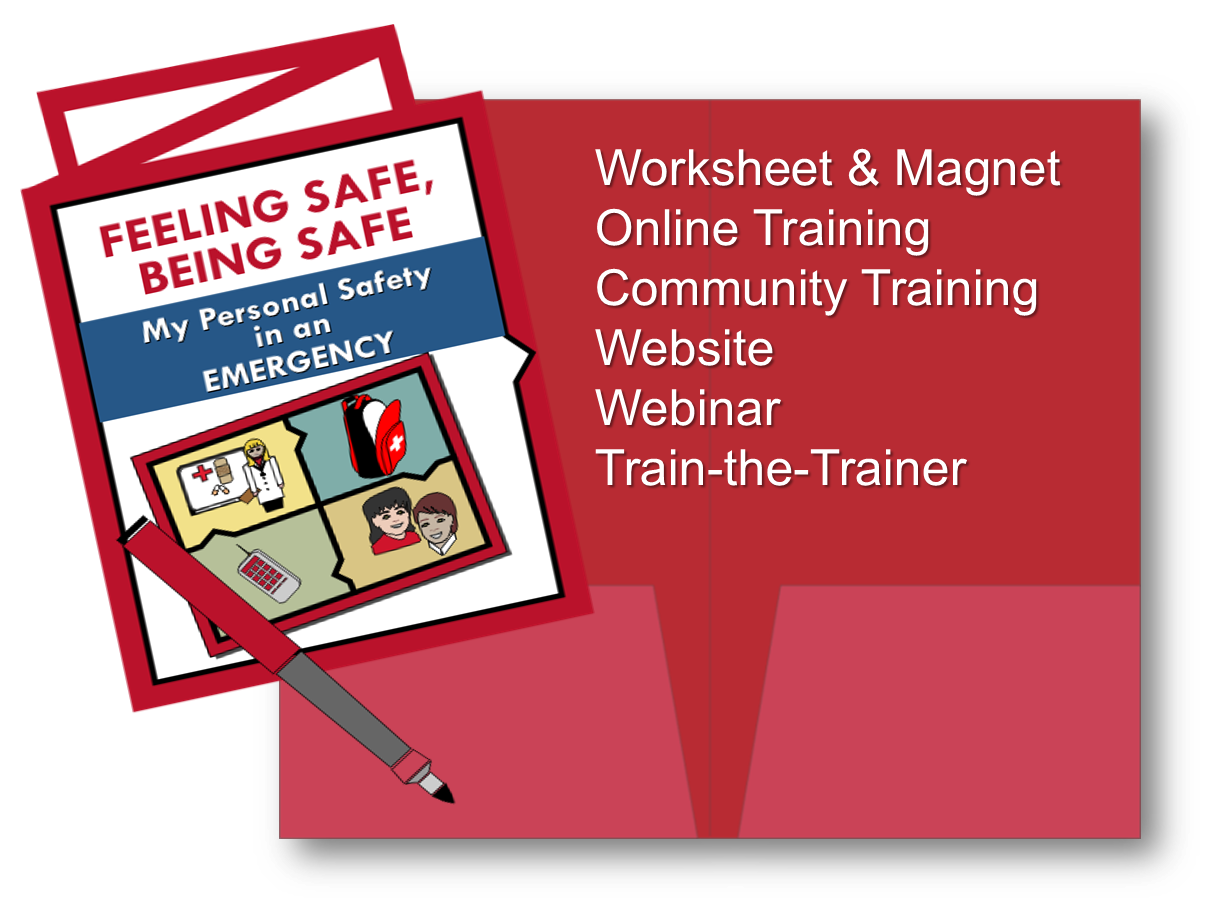 FEELING SAFE,
BEING SAFE
My Personal Safety
in an
EMERGENCY
Worksheet & Magnet
Online Training
Community Training
Website
Webinar
Train-the-Trainer